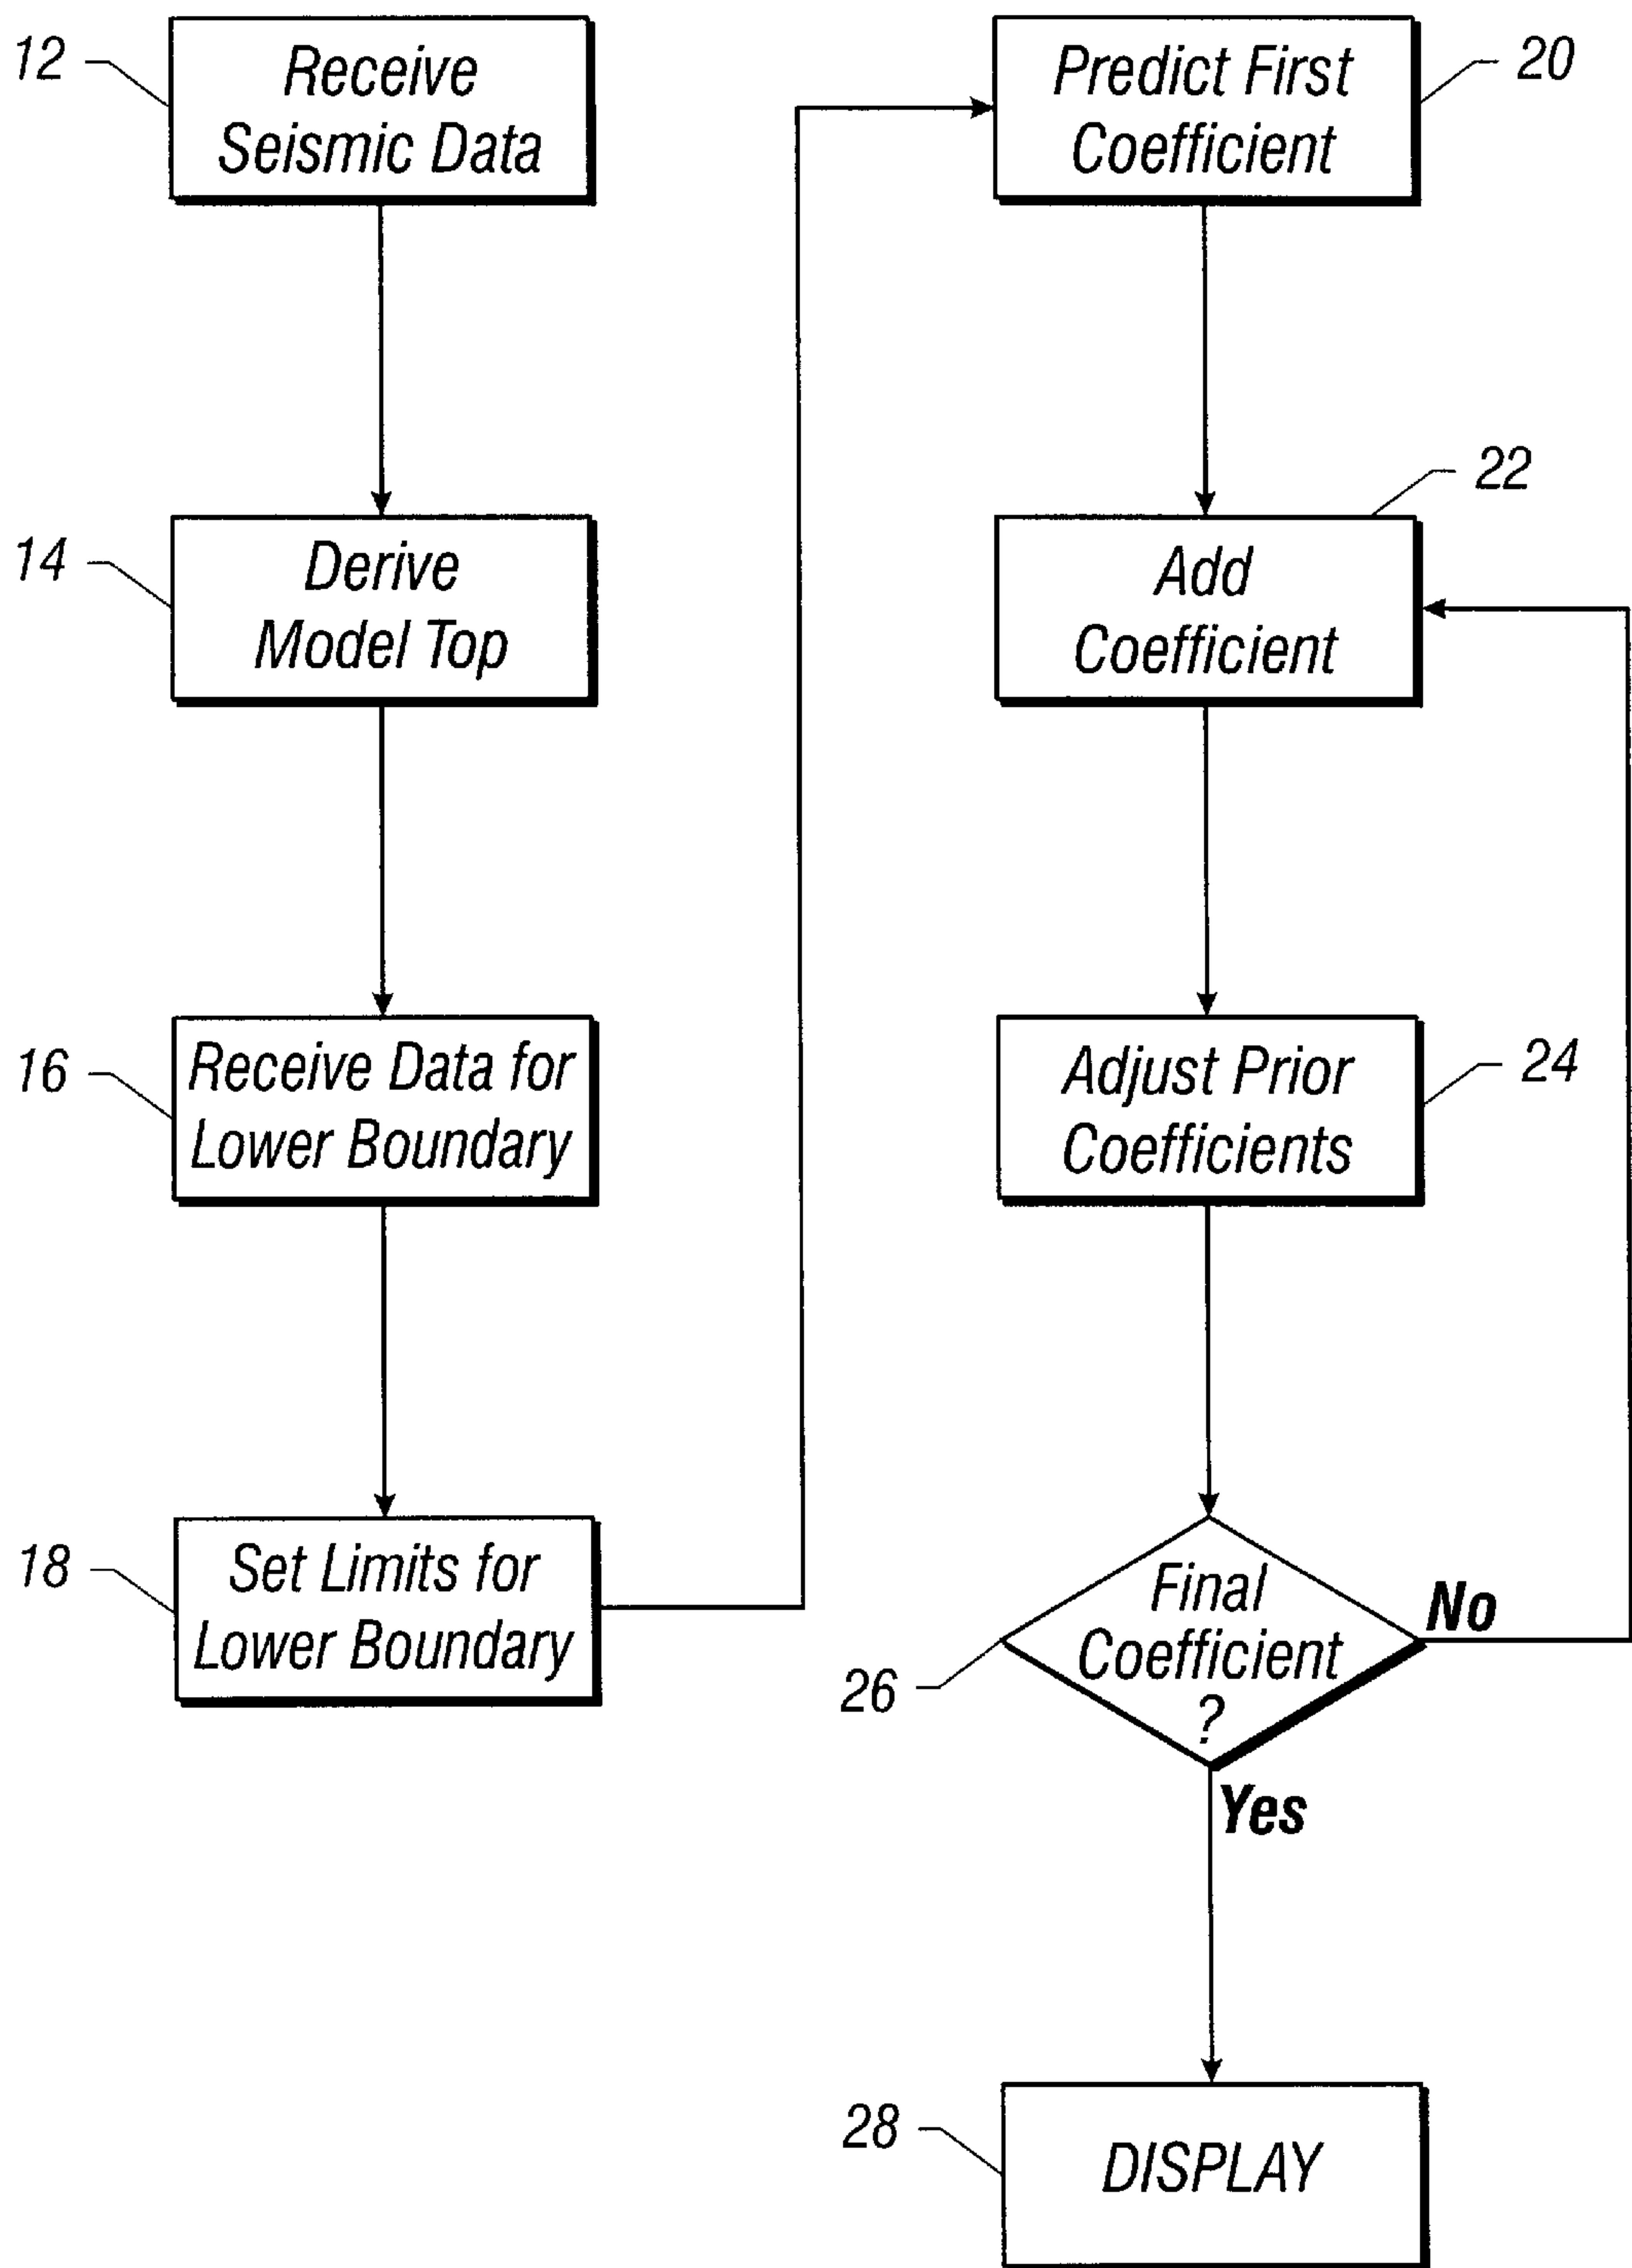 12
Receive
Seismic Data
14
Derive
Model Top
16
Receive Data for
Lower Boundary
18
Set Limits for
Lower Boundary
Predict First
Coefficient
20
22
Add
Coefficient
Adjust Prior
Coefficients
24
Final
Coefficient
?
No
26
Yes
28
DISPLAY